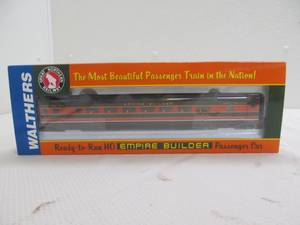 WALTHERS
The Most Beautiful Passenger Train in the Nation!
Ready-to-Run HO EMPIRE BUILDER Passenger Car